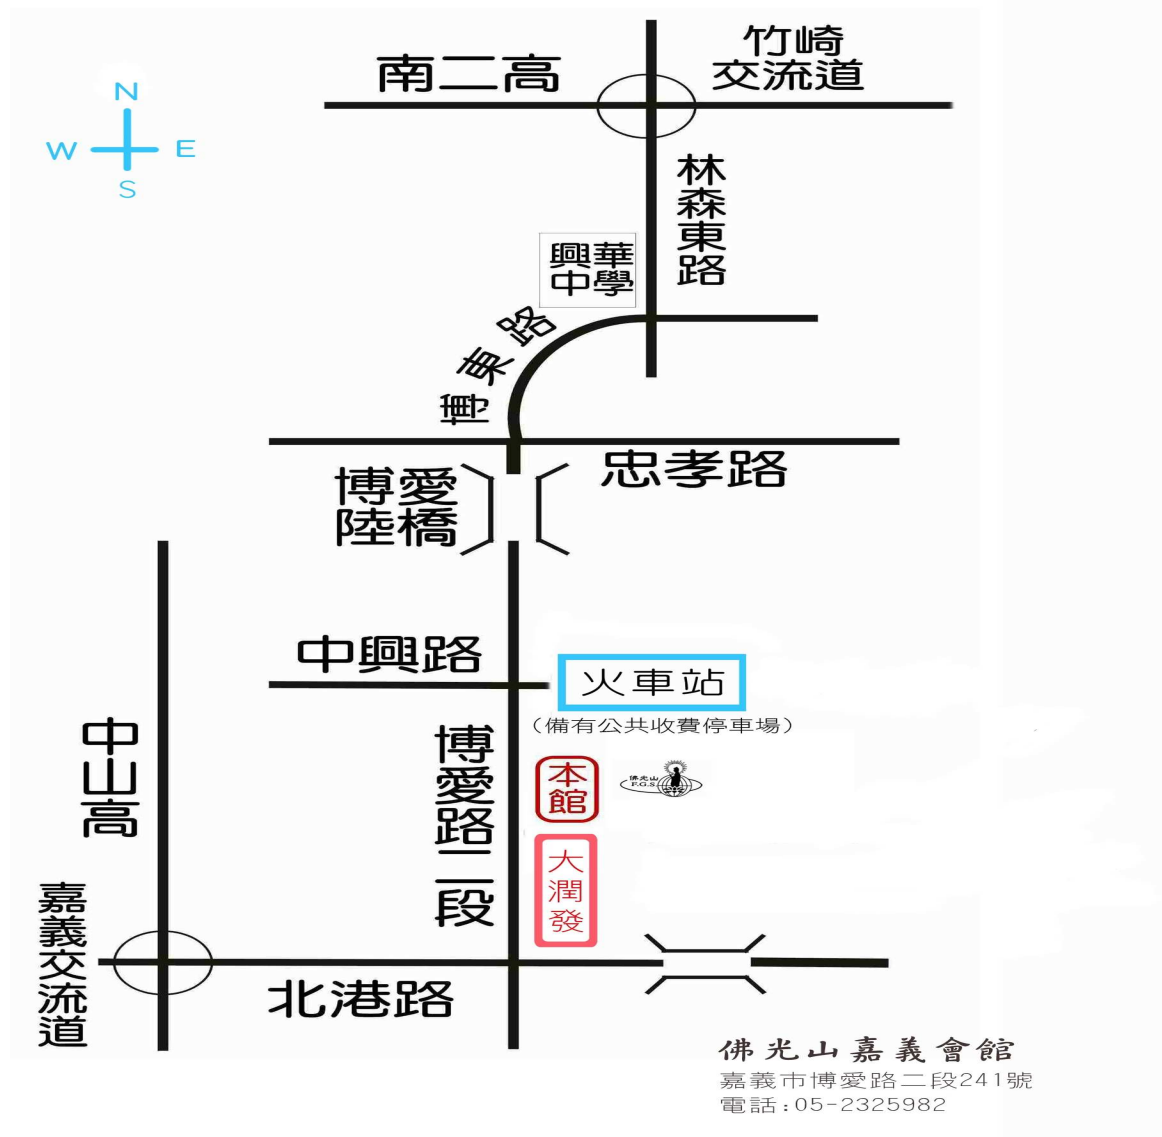 竹崎
交流道
南二高
N
W E
S
林森東路
興華
中學
博東路
忠孝路
博愛
陸橋
中興路
火車站
(備有公共收費停車場)
中山高
博愛路二段
本館
佛光山
F.G.S.
大潤發
嘉義交流道
北港路
佛光山嘉義會館
嘉義市博愛路二段241號
電話:05-2325982